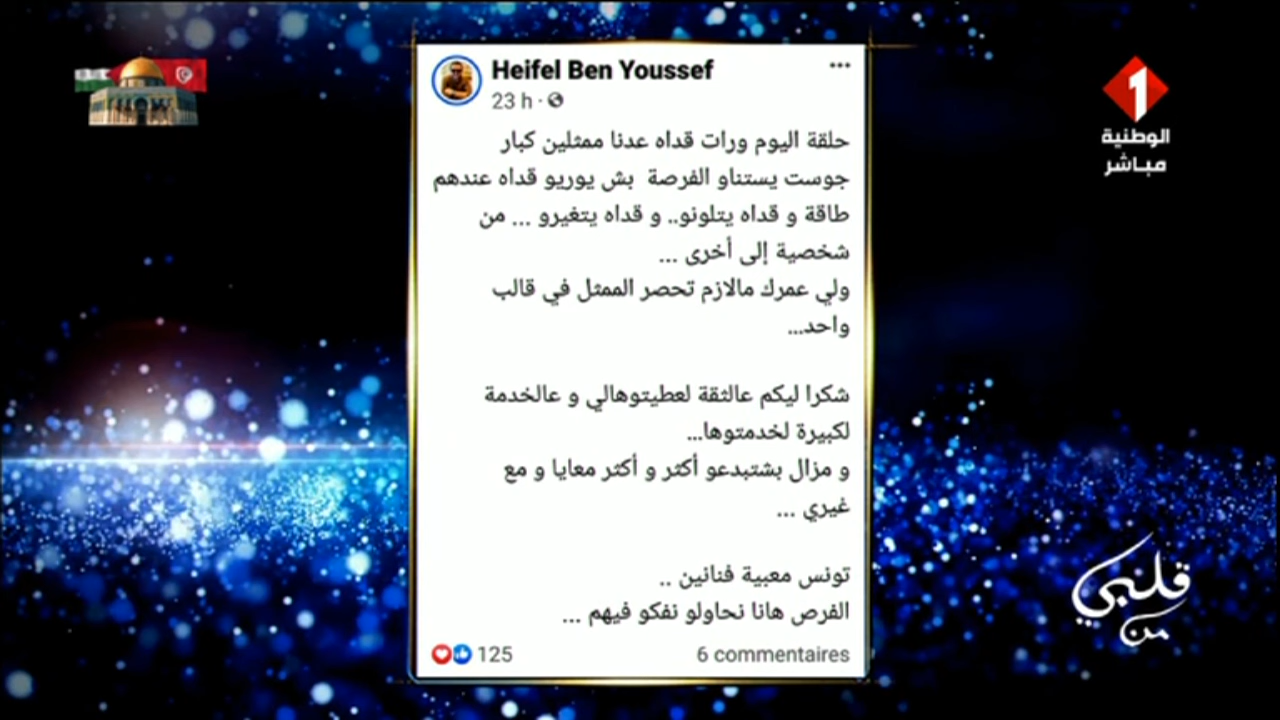 Heifel Ben Youssef
...
23 h ·
حلقة اليوم ورات قداه عدنا ممثلين كبار
جوست يستناو الفرصة بش يوريو قداه عندهم
طاقة و قداه يتلونو.. و قداه يتغيرو ... من
شخصية إلى أخرى ...
ولي عمرك مالازم تحصر الممثل في قالب
واحد...
شكرا ليكم عالثقة لعطيتوهالي و عالخدمة
لكبيرة لخدمتوها...
و مزال بشتبدعو أكثر و أكثر معايا و مع
غيري ...
تونس معبية فنانين ..
الفرص هانا نحاولو نفكو فيهم ...
125
6 commentaires
1
الوطنية
مباشر
من
قلبي